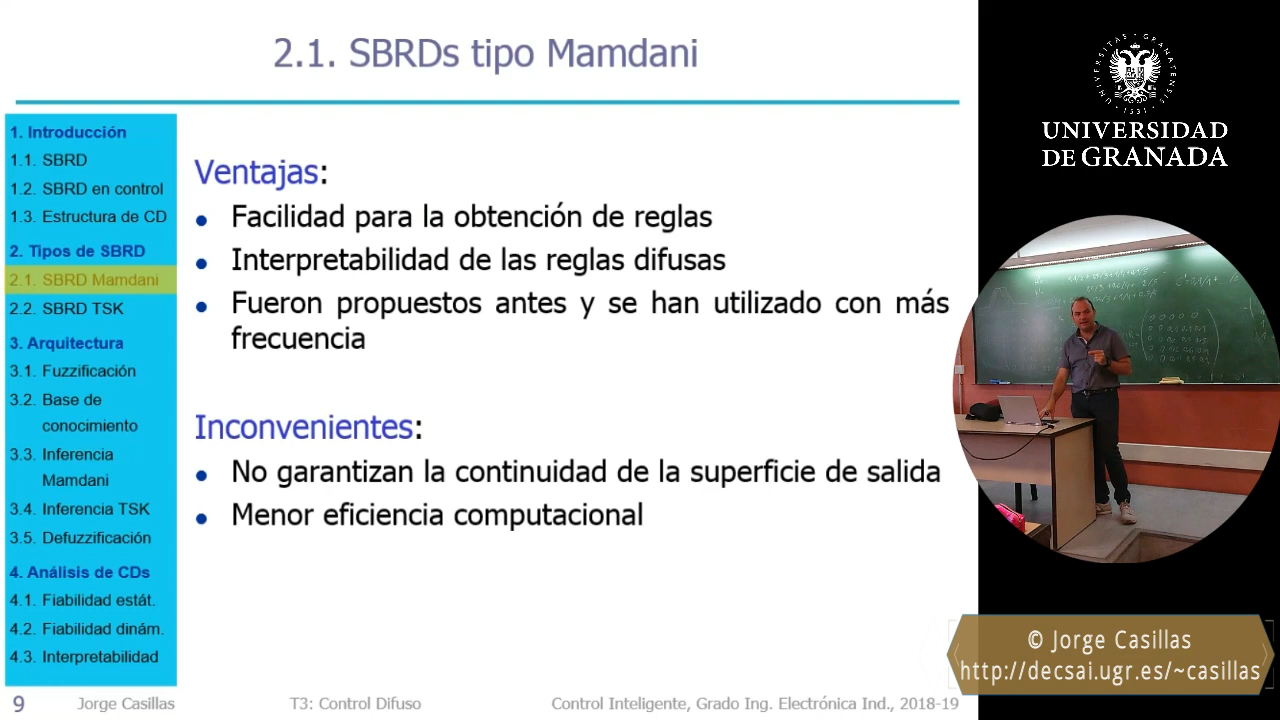 2.1. SBRDs tipo Mamdani
1. Introducción
1.1. SBRD
1.2. SBRD en control
1.3. Estructura de CD
2. Tipos de SBRD
2.1. SBRD Mamdani
2.2. SBRD TSK
3. Arquitectura
3.1. Fuzzificación
3.2. Base de
conocimiento
3.3. Inferencia
Mamdani
3.4. Inferencia TSK
3.5. Defuzzificación
4. Análisis de CDs
4.1. Fiabilidad estát.
4.2. Fiabilidad dinám.
4.3. Interpretabilidad
Ventajas:
• Facilidad para la obtención de reglas
• Interpretabilidad de las reglas difusas
• Fueron propuestos antes y se han utilizado con más
frecuencia
Inconvenientes:
• No garantizan la continuidad de la superficie de salida
• Menor eficiencia computacional
9 Jorge Casillas T3: Control Difuso Control Inteligente, Grado Ing. Electrónica Ind., 2018-19
UNIVERSITAS · GRANATENSIS · 1531
UNIVERSIDAD
DE GRANADA
© Jorge Casillas
http://decsai.ugr.es/~casillas